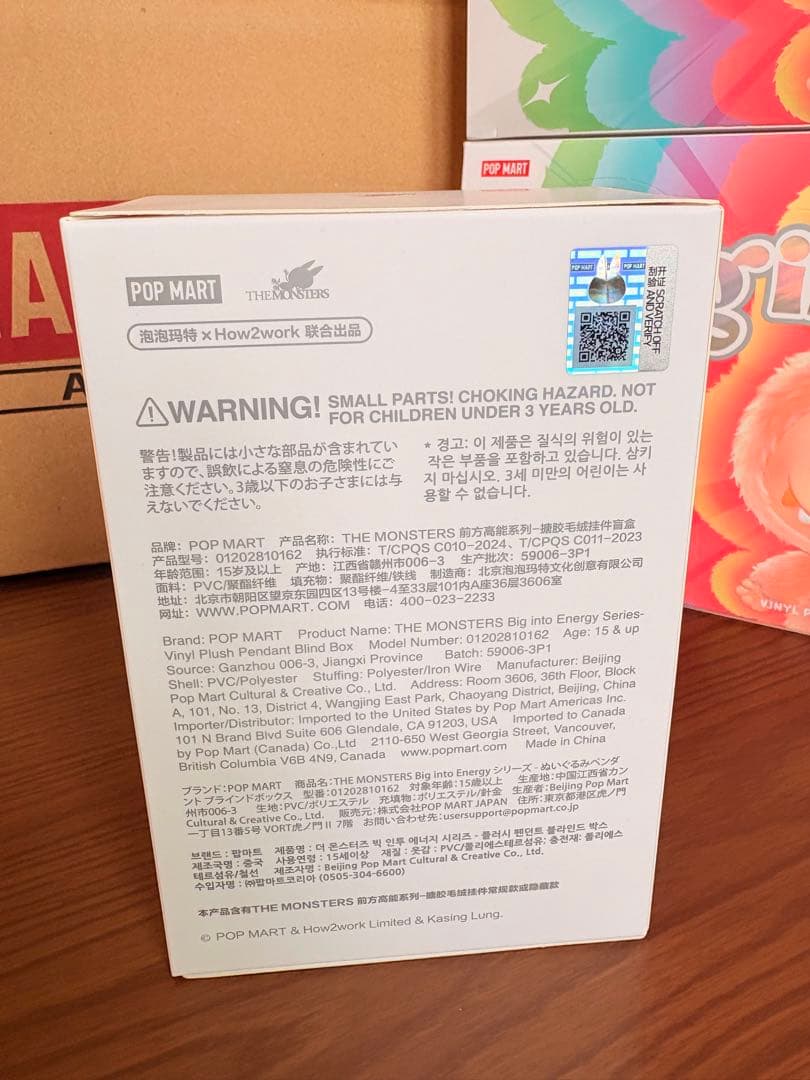 POP MART
A
A
POP MART
THE MONSTERS
泡泡玛特 × How2work 联合出品
POP MART
POP MART
刮开涂层 SCRATCH OFF
验证 AND VERIFY
WARNING! SMALL PARTS! CHOKING HAZARD. NOT
FOR CHILDREN UNDER 3 YEARS OLD.
警告!製品には小さな部品が含まれてい
ますので、誤飲による窒息の危険性にご
注意ください。3歳以下のお子さまには与
えないでください。
* 경고: 이 제품은 질식의 위험이 있는
작은 부품을 포함하고 있습니다. 삼키
지 마십시오. 3세 미만의 어린이는 사
용할 수 없습니다.
品牌: POP MART 产品名称: THE MONSTERS 前方高能系列-搪胶毛绒挂件盲盒
产品型号: 01202810162 执行标准: T/CPQS C010-2024、T/CPQS C011-2023
年龄范围: 15岁及以上 产地: 江西省赣州市006-3 生产批次: 59006-3P1
面料: PVC/聚酯纤维 填充物: 聚酯纤维/铁线 制造商: 北京泡泡玛特文化创意有限公司
地址: 北京市朝阳区望京东园四区13号楼-4至33层101内A座36层3606室
网址: WWW.POPMART.COM 电话: 400-023-2233
Brand: POP MART Product Name: THE MONSTERS Big into Energy Series-
Vinyl Plush Pendant Blind Box Model Number: 01202810162 Age: 15 & up
Source: Ganzhou 006-3, Jiangxi Province Batch: 59006-3P1
Shell: PVC/Polyester Stuffing: Polyester/Iron Wire Manufacturer: Beijing
Pop Mart Cultural & Creative Co., Ltd. Address: Room 3606, 36th Floor, Block
A, 101, No. 13, District 4, Wangjing East Park, Chaoyang District, Beijing, China
Importer/Distributor: Imported to the United States by Pop Mart Americas Inc.
101 N Brand Blvd Suite 606 Glendale, CA 91203, USA Imported to Canada
by Pop Mart (Canada) Co.,Ltd 2110-650 West Georgia Street, Vancouver,
British Columbia V6B 4N9, Canada www.popmart.com Made in China
ブランド:POP MART 商品名:THE MONSTERS Big into Energy シリーズ - ぬいぐるみペンダ
ント ブラインドボックス 型番:01202810162 対象年齢:15歳以上 生産地:中国江西省カン
州市006-3 生地:PVC/ポリエステル 充填物:ポリエステル/針金 生産者:Beijing Pop Mart
Cultural & Creative Co., Ltd. 販売元:株式会社POP MART JAPAN 住所:東京都港区虎ノ門
一丁目13番5号 VORT虎ノ門Ⅱ 7階 お問い合わせ先:usersupport@popmart.co.jp
브랜드 : 팝마트 제품명 : 더 몬스터즈 빅 인투 에너지 시리즈 - 플러시 펜던트 블라인드 박스
제조국명 : 중국 사용연령 : 15세이상 재질 : 옷감 : PVC/폴리에스테르섬유; 충전재: 폴리에스
테르섬유/철선 제조자명 : Beijing Pop Mart Cultural & Creative Co., Ltd.
수입자명 : ㈜팝마트코리아 (0505-304-6600)
本产品含有THE MONSTERS 前方高能系列-搪胶毛绒挂件常规款或隐藏款
© POP MART & How2work Limited & Kasing Lung.